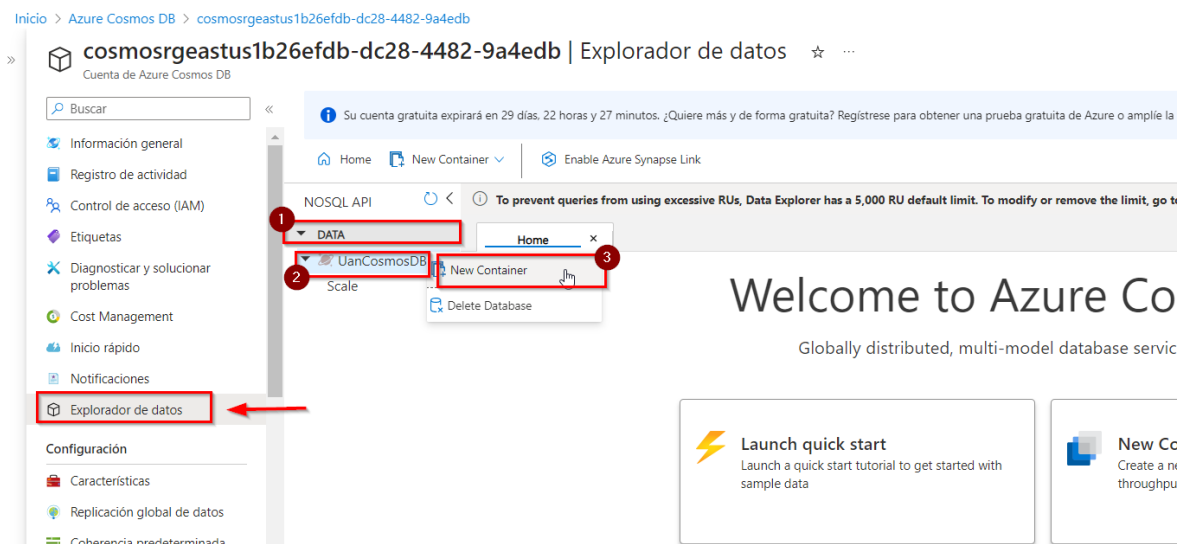 Inicio > Azure Cosmos DB > cosmosrgeastus1b26efdb-dc28-4482-9a4edb
cosmosrgeastus1b26efdb-dc28-4482-9a4edb | Explorador de datos
Cuenta de Azure Cosmos DB
Buscar
Información general
Registro de actividad
Control de acceso (IAM)
Etiquetas
Diagnosticar y solucionar
problemas
Cost Management
Inicio rápido
Notificaciones
Explorador de datos
Configuración
Características
Replicación global de datos
Coherencia predeterminada
Su cuenta gratuita expirará en 29 días, 22 horas y 27 minutos. ¿Quiere más y de forma gratuita? Regístrese para obtener una prueba gratuita de Azure o amplíe la
Home
New Container
Enable Azure Synapse Link
NOSQL API
To prevent queries from using excessive RUs, Data Explorer has a 5,000 RU default limit. To modify or remove the limit, go t
1
DATA
Home
2
UanCosmosDB
Scale
3
New Container
Delete Database
Welcome to Azure Co
Globally distributed, multi-model database servic
Launch quick start
Launch a quick start tutorial to get started with
sample data
New Co
Create a ne
throughpu